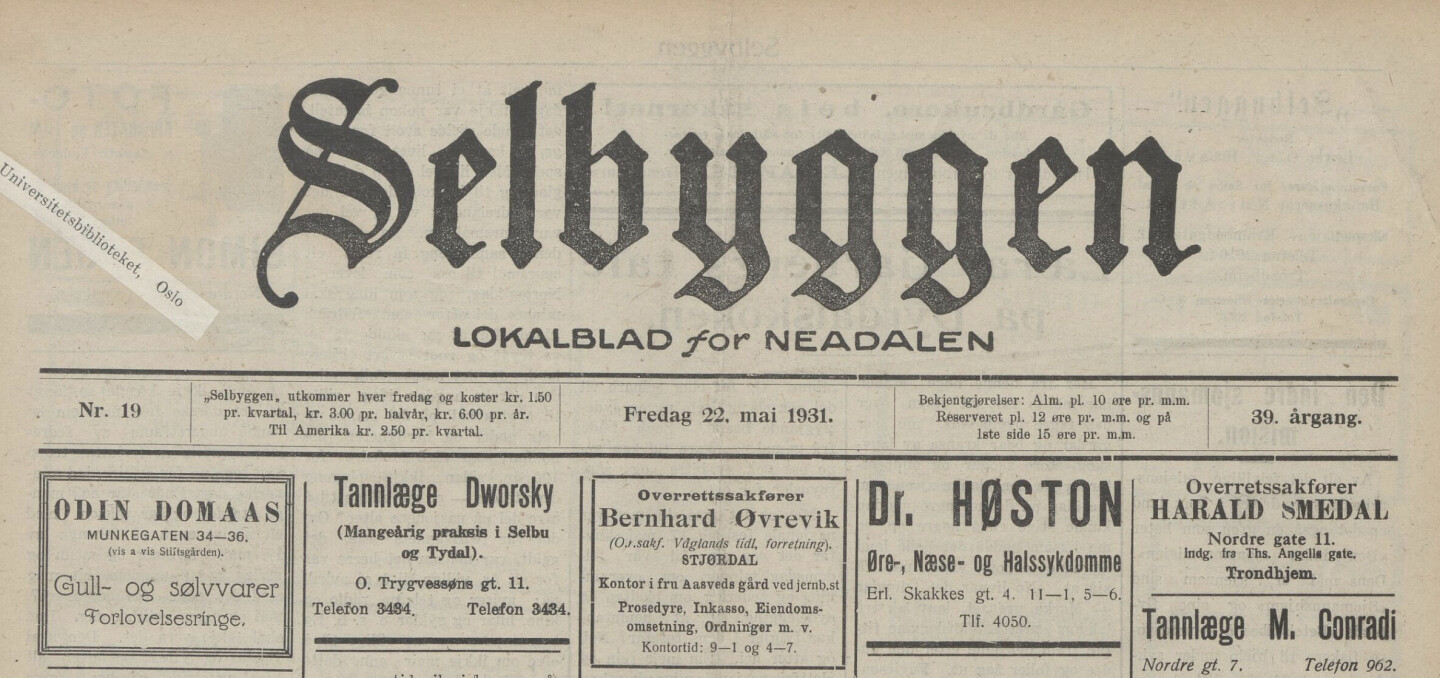 Selbyggen
LOKALBLAD for NEADALEN
Universitetsbiblioteket, Oslo
Nr. 19
„Selbyggen„ utkommer hver fredag og koster kr. 1.50
pr. kvartal, kr. 3.00 pr. halvår, kr. 6.00 pr. år.
Til Amerika kr. 2.50 pr. kvartal.
Fredag 22. mai 1931.
Bekjentgjørelser: Alm. pl. 10 øre pr. m.m.
Reserveret pl. 12 øre pr. m.m. og på
1ste side 15 øre pr. m.m.
39. årgang.
ODIN DOMAAS
MUNKEGATEN 34—36.
(vis a vis Stiftsgården).
Gull- og sølvvarer
Forlovelsesringe.
Tannlæge Dworsky
(Mangeårig praksis i Selbu
og Tydal).
O. Trygvessøns gt. 11.
Telefon 3434. Telefon 3434.
Overrettssakfører
Bernhard Øvrevik
(O.r.sakf. Våglands tidl. forretning).
STJØRDAL
Kontor i fru Aasveds gård ved jernb.st
Prosedyre, Inkasso, Eiendoms-
omsetning, Ordninger m. v.
Kontortid: 9—1 og 4—7.
Dr. HØSTON
Øre-, Næse- og Halssykdomme
Erl. Skakkes gt. 4. 11—1, 5—6.
Tlf. 4050.
Overretssakfører
HARALD SMEDAL
Nordre gate 11.
Indg. fra Ths. Angells gate.
Trondhjem.
Tannlæge M. Conradi
Nordre gt. 7. Telefon 962.